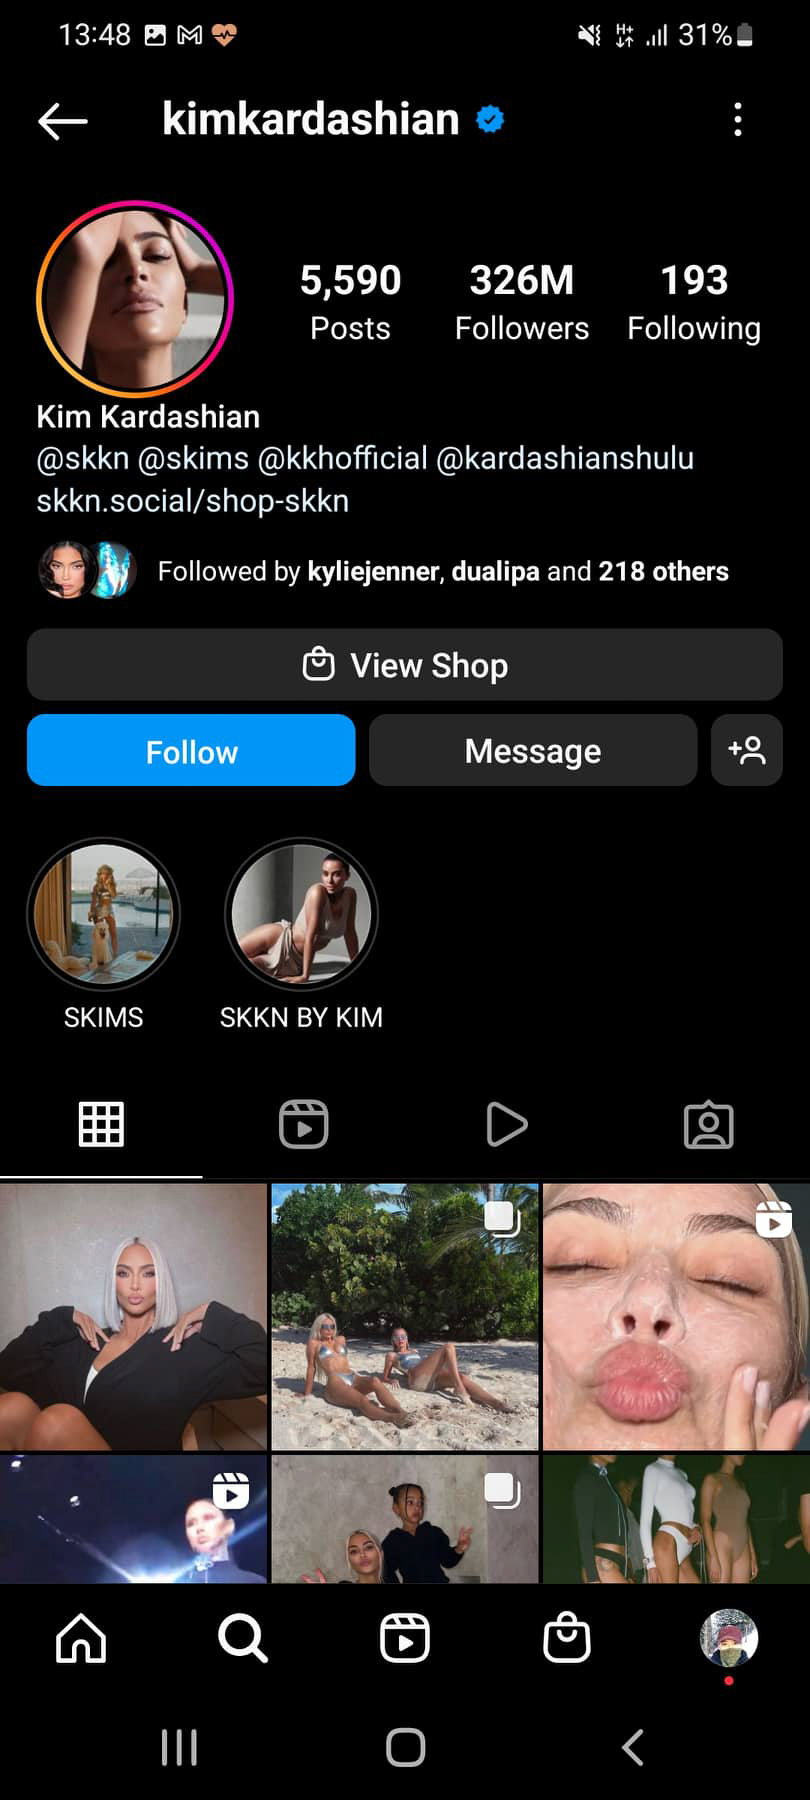 13:48 31%
kimkardashian
5,590 326M 193
Posts Followers Following
Kim Kardashian
@skkn @skims @kkhofficial @kardashianshulu
skkn.social/shop-skkn
Followed by kyliejenner, dualipa and 218 others
View Shop
Follow Message
SKIMS SKKN BY KIM